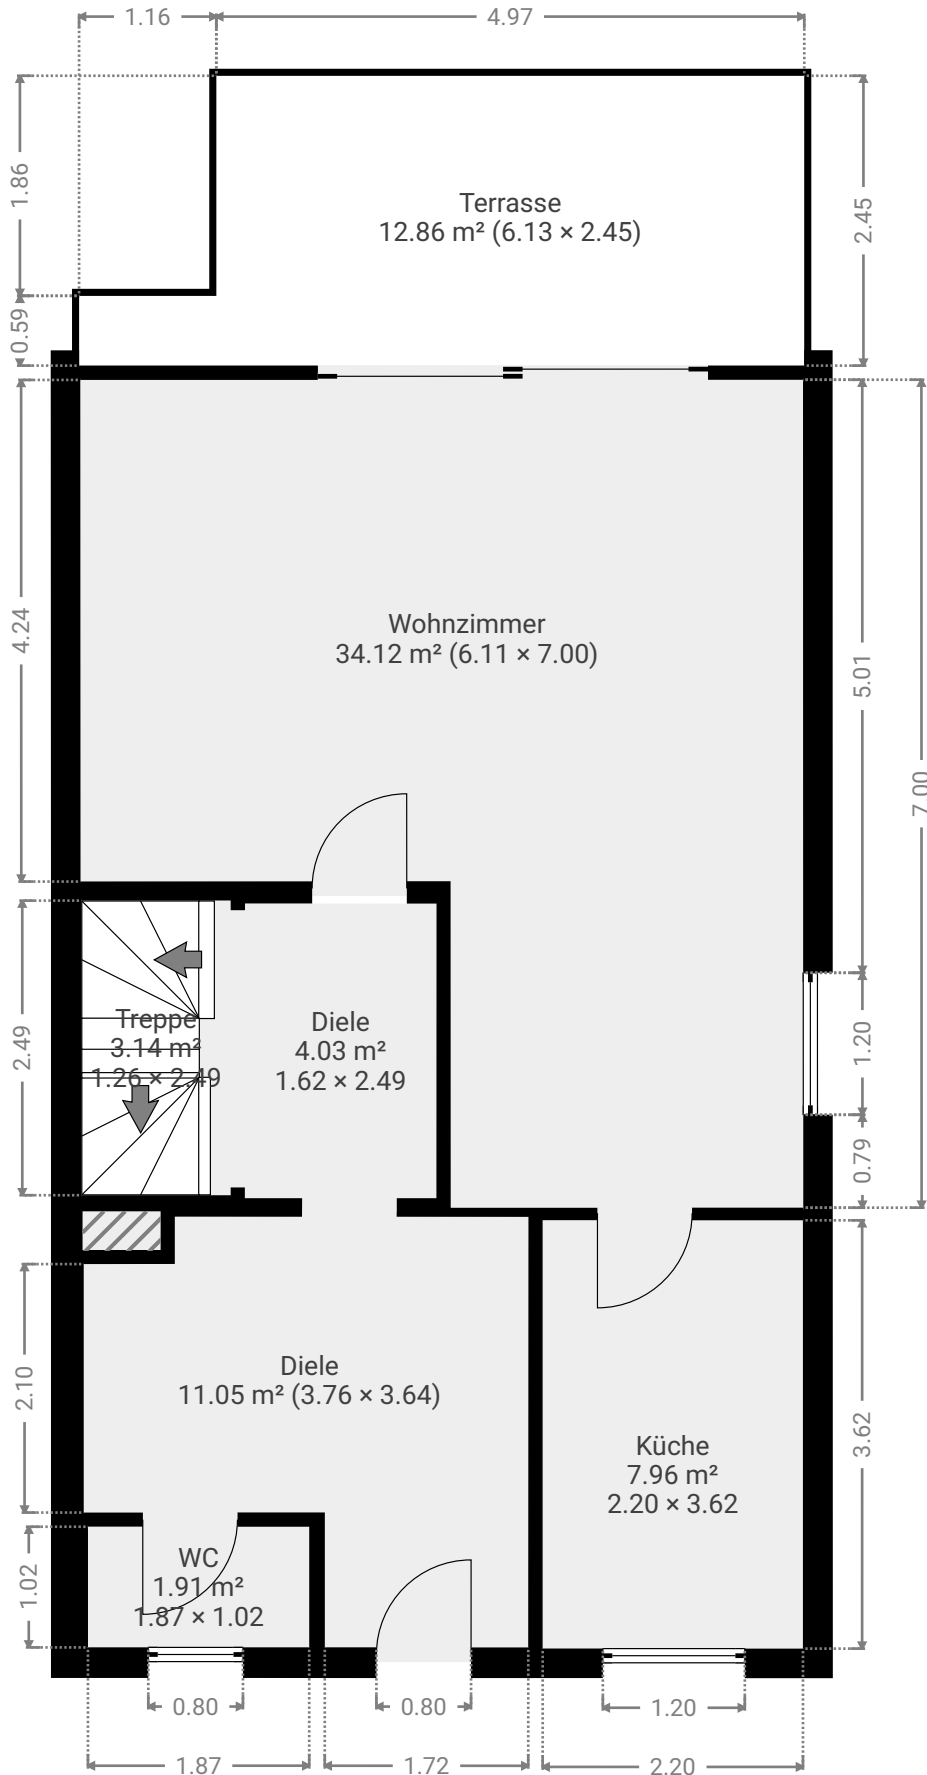 1.16
4.97
1.86
2.45
Terrasse
12.86 m² (6.13 × 2.45)
0.59
4.24
Wohnzimmer
34.12 m² (6.11 × 7.00)
5.01
7.00
2.49
Treppe
3.14 m²
1.26 × 2.49
Diele
4.03 m²
1.62 × 2.49
1.20
0.79
2.10
Diele
11.05 m² (3.76 × 3.64)
Küche
7.96 m²
2.20 × 3.62
3.62
1.02
WC
1.91 m²
1.87 × 1.02
0.80
0.80
1.20
1.87
1.72
2.20